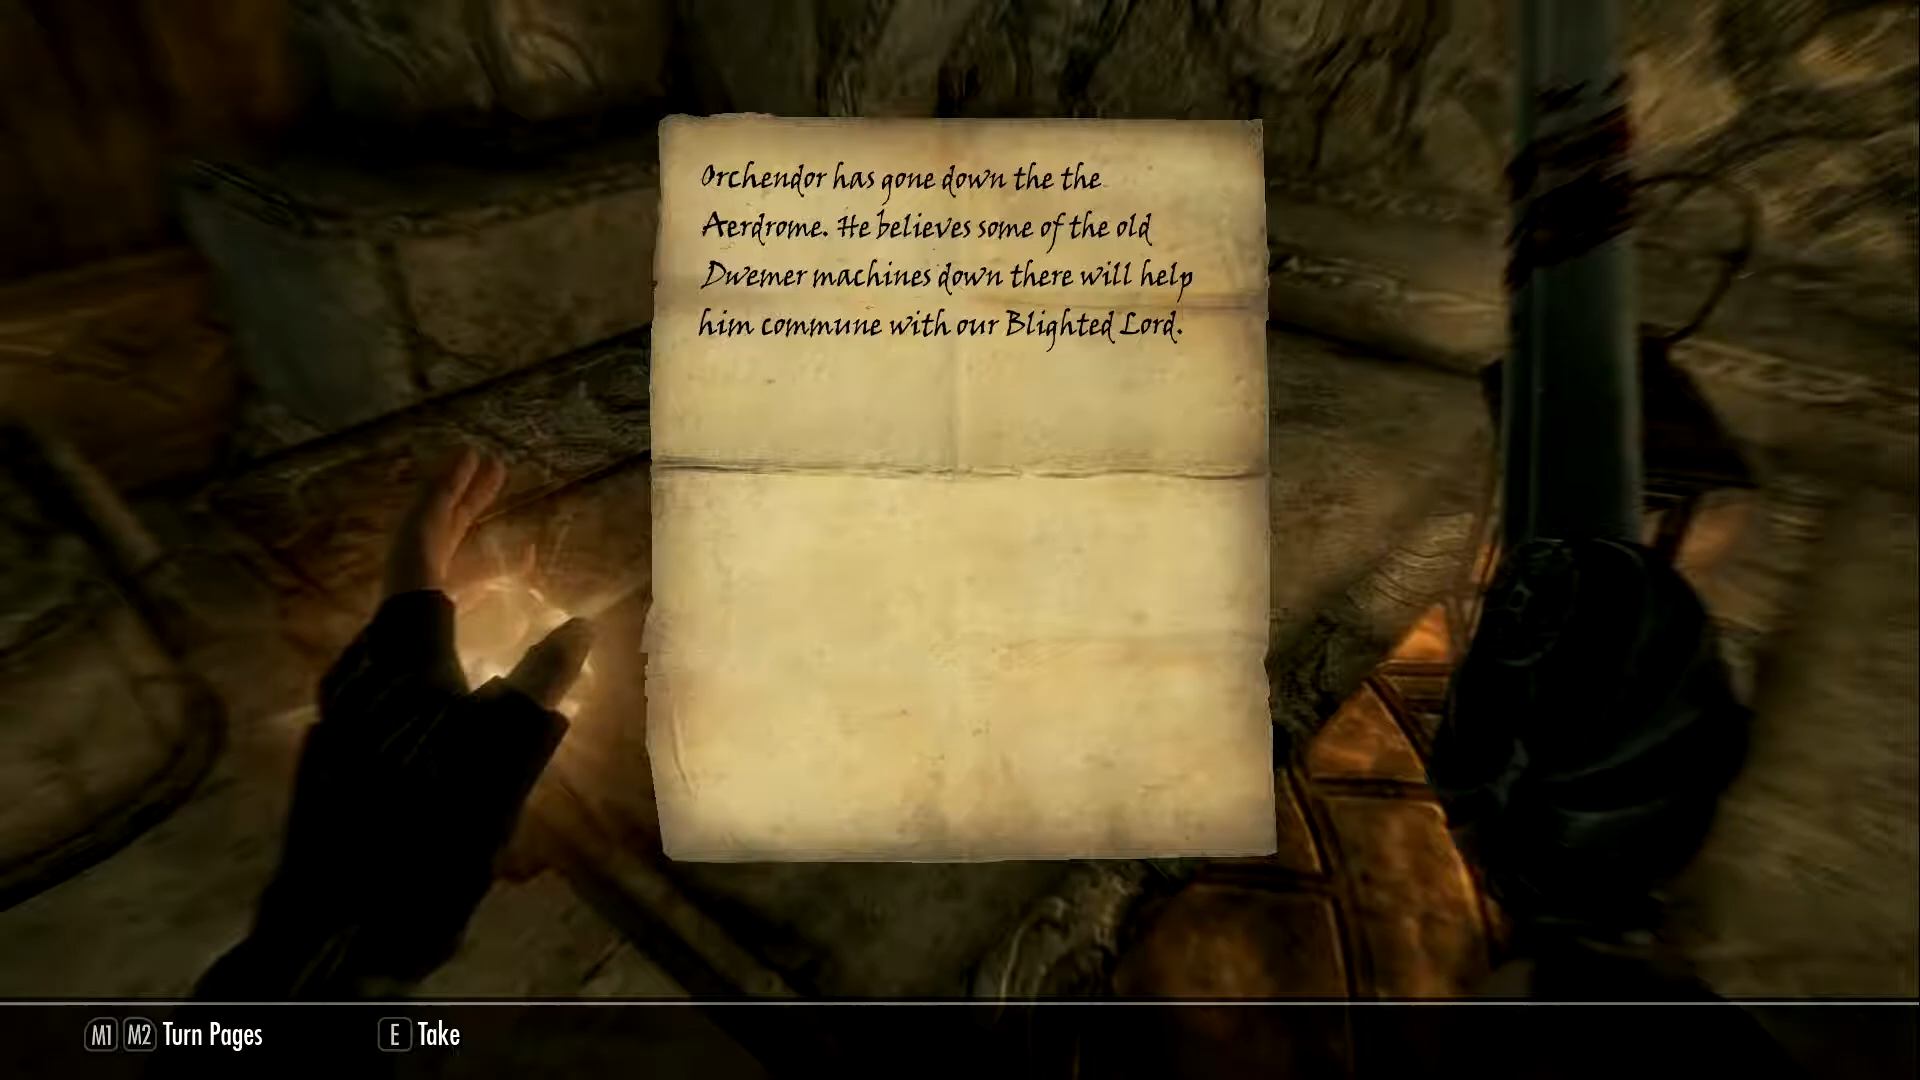 Orchendor has gone down the the
Aerdrome. He believes some of the old
Dwemer machines down there will help
him commune with our Blighted Lord.
M1 M2 Turn Pages E Take